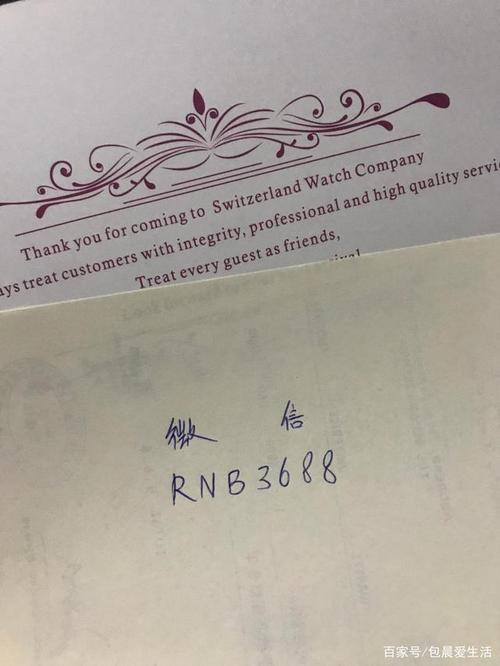 Thank you for coming to Switzerland Watch Company
ys treat customers with integrity, professional and high quality servi
Treat every guest as friends,
微 信
RNB3688
百家号/包晨爱生活